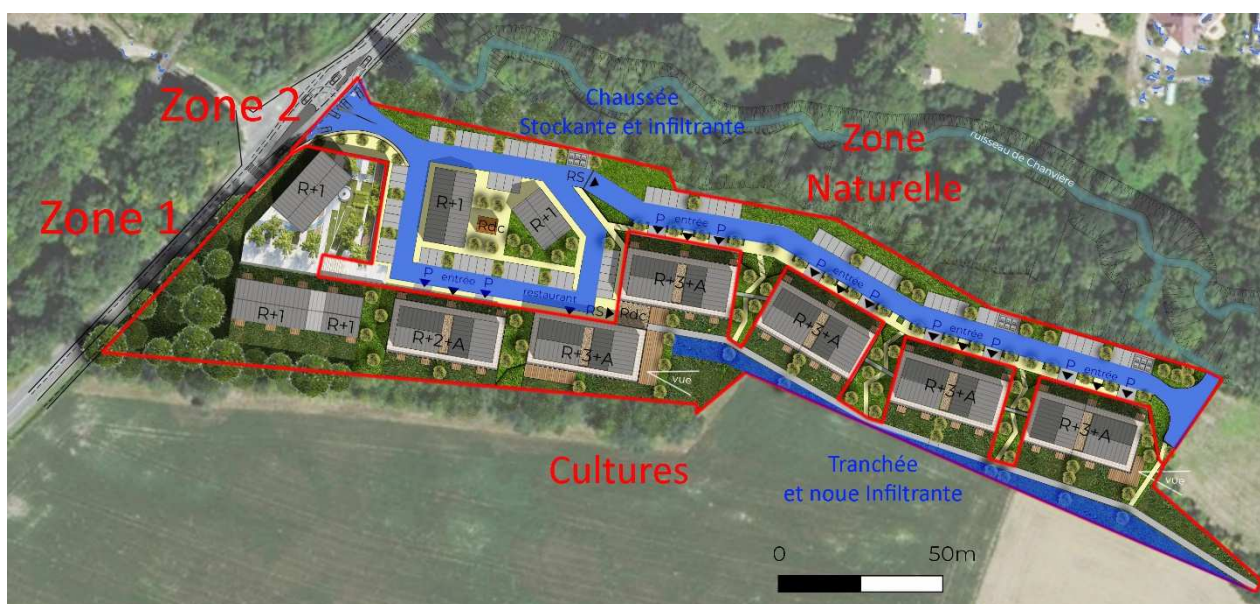 Zone 2
Chaussée
Stockante et infiltrante
Zone
Naturelle
ruisseau de Chanvière
Zone 1
R+1
R+1
R+1
Rdc
RS
P entrée P
P entrée P restaurant
RS Rdc
R+1
R+1
R+2+A
R+3+A
R+3+A
R+3+A
R+3+A
R+3+A
P
P
P entrée P
P entrée P
vue
vue
Cultures
Tranchée
et noue Infiltrante
0 50m